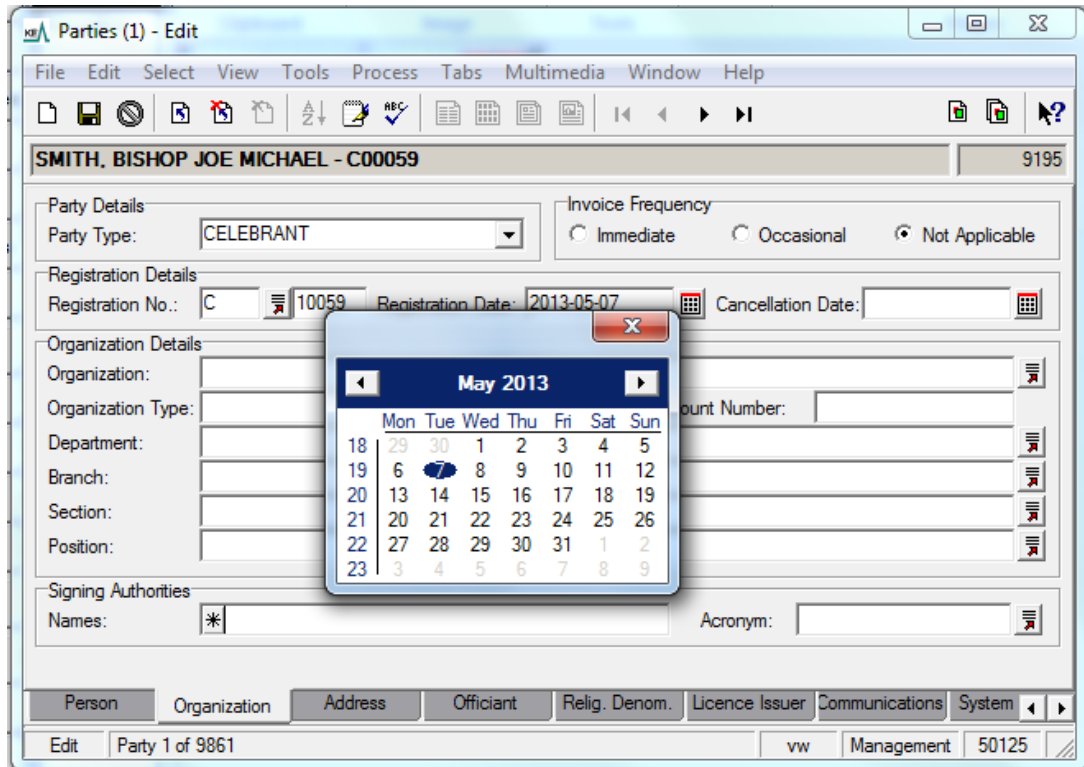 KE Parties (1) - Edit
File Edit Select View Tools Process Tabs Multimedia Window Help
SMITH, BISHOP JOE MICHAEL - C00059 9195
Party Details
Party Type: CELEBRANT
Invoice Frequency
Immediate Occasional Not Applicable
Registration Details
Registration No.: C 10059 Registration Date: 2013-05-07 Cancellation Date:
Organization Details
Organization:
Organization Type: ount Number:
Department:
Branch:
Section:
Position:
May 2013
Mon Tue Wed Thu Fri Sat Sun
18 29 30 1 2 3 4 5
19 6 7 8 9 10 11 12
20 13 14 15 16 17 18 19
21 20 21 22 23 24 25 26
22 27 28 29 30 31 1 2
23 3 4 5 6 7 8 9
Signing Authorities
Names: * Acronym:
Person Organization Address Officiant Relig. Denom. Licence Issuer Communications System
Edit Party 1 of 9861 vw Management 50125